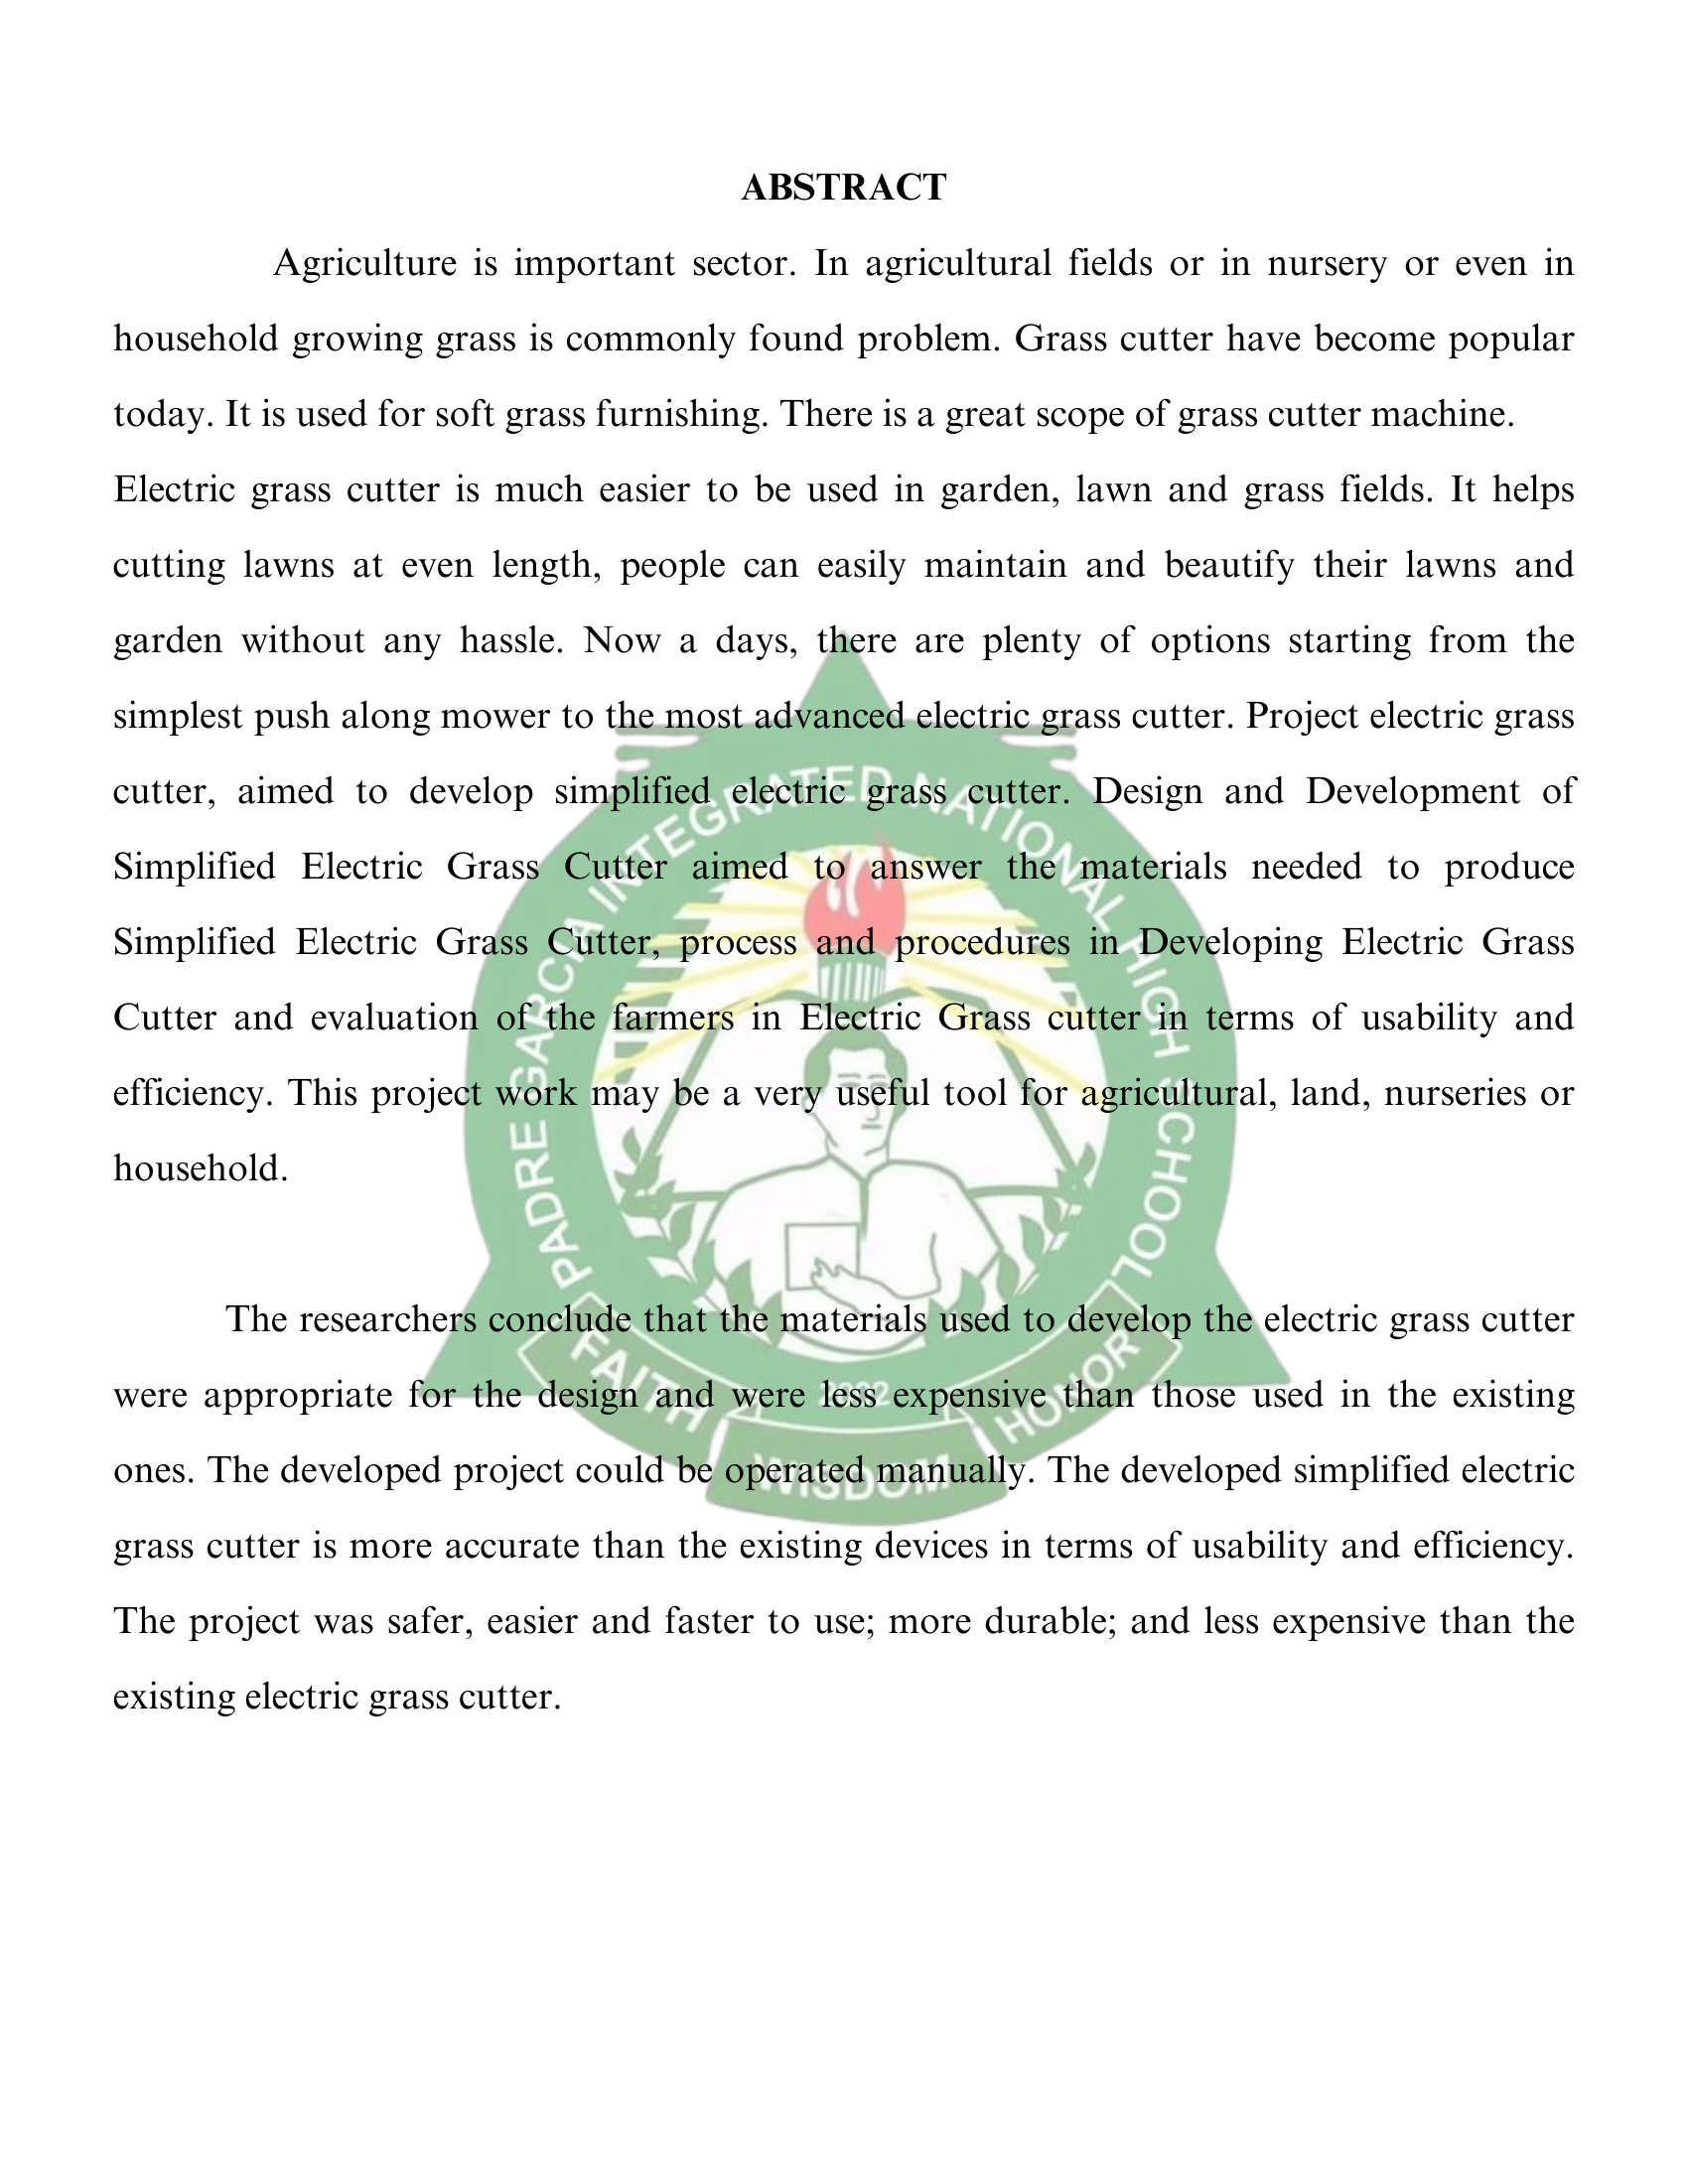 ABSTRACT
Agriculture is important sector. In agricultural fields or in nursery or even in
household growing grass is commonly found problem. Grass cutter have become popular
today. It is used for soft grass furnishing. There is a great scope of grass cutter machine.
Electric grass cutter is much easier to be used in garden, lawn and grass fields. It helps
cutting lawns at even length, people can easily maintain and beautify their lawns and
garden without any hassle. Now a days, there are plenty of options starting from the
simplest push along mower to the most advanced electric grass cutter. Project electric grass
cutter, aimed to develop simplified electric grass cutter. Design and Development of
Simplified Electric Grass Cutter aimed to answer the materials needed to produce
Simplified Electric Grass Cutter, process and procedures in Developing Electric Grass
Cutter and evaluation of the farmers in Electric Grass cutter in terms of usability and
efficiency. This project work may be a very useful tool for agricultural, land, nurseries or
household.
The researchers conclude that the materials used to develop the electric grass cutter
were appropriate for the design and were less expensive than those used in the existing
ones. The developed project could be operated manually. The developed simplified electric
grass cutter is more accurate than the existing devices in terms of usability and efficiency.
The project was safer, easier and faster to use; more durable; and less expensive than the
existing electric grass cutter.
PADRE GARCIA INTEGRATED NATIONAL HIGH SCHOOL
FAITH
WISDOM
HONOR